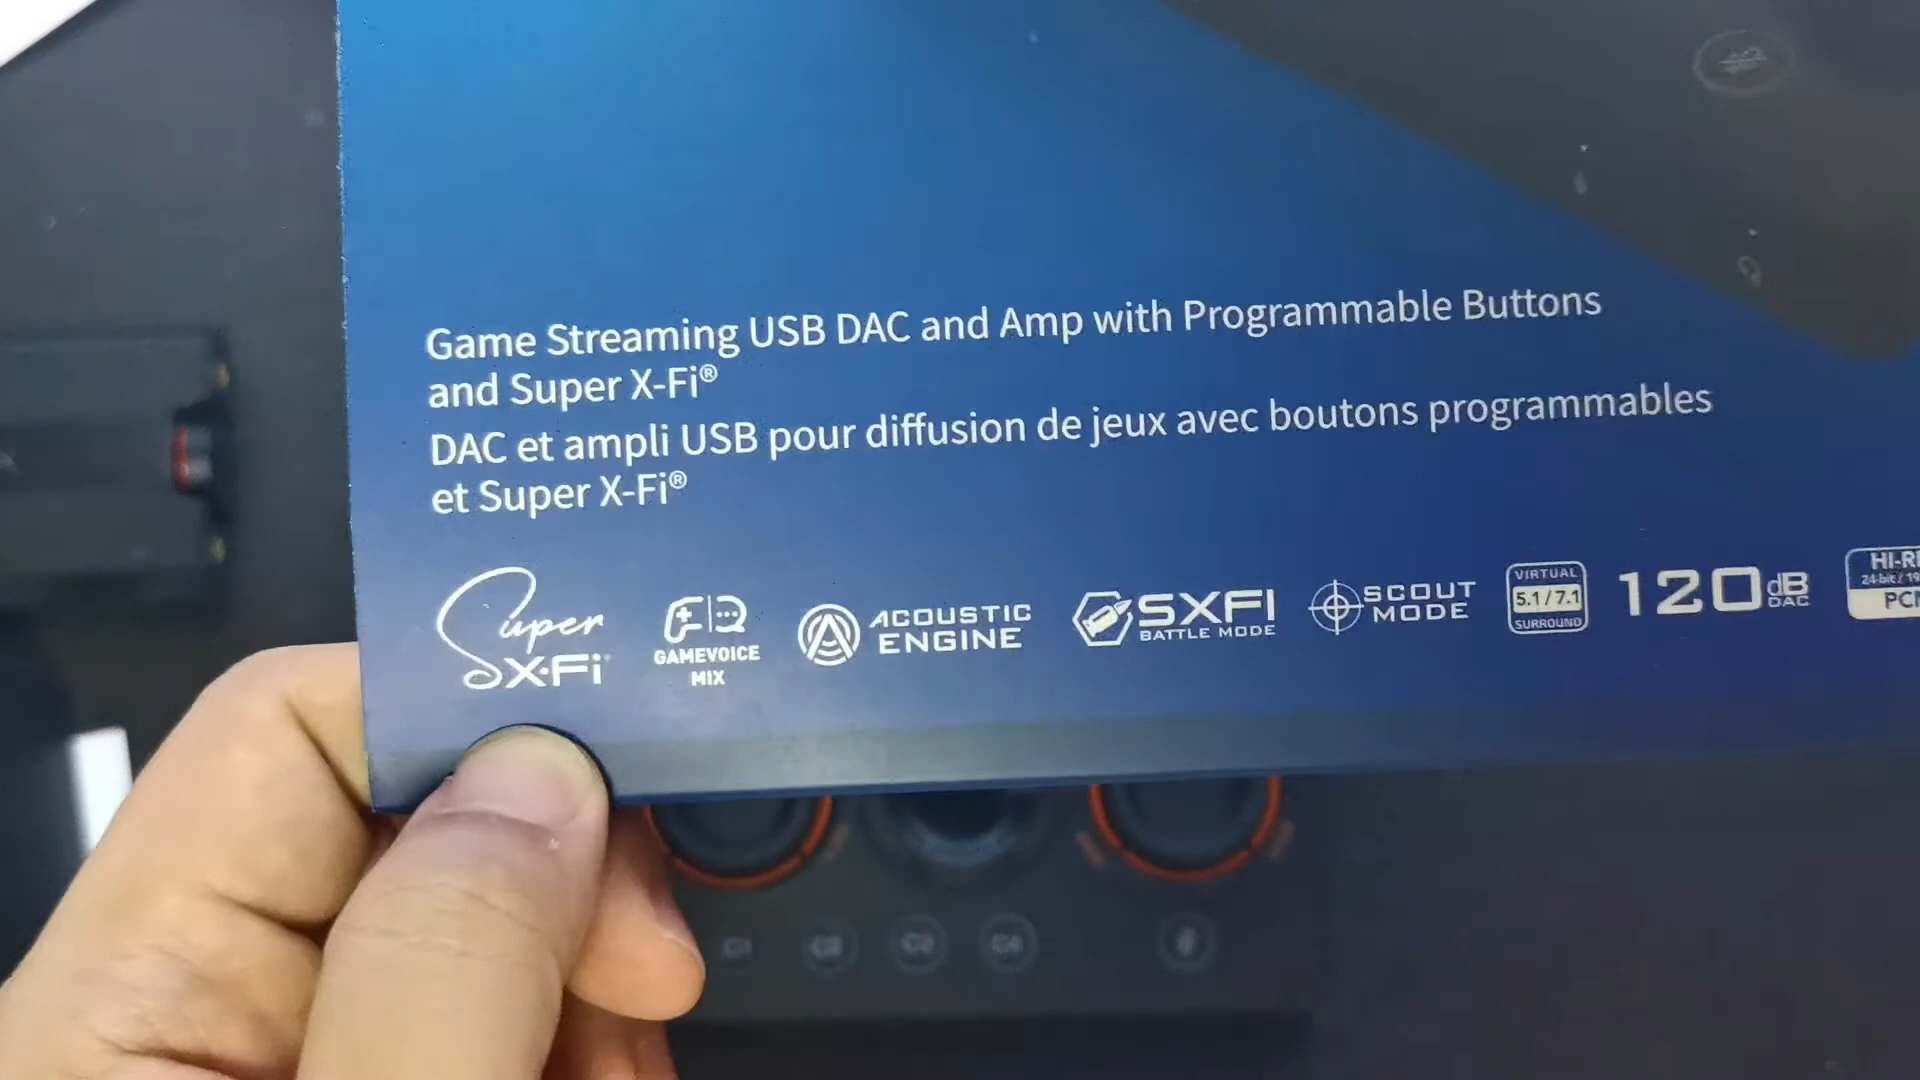 Game Streaming USB DAC and Amp with Programmable Buttons
and Super X-Fi®
DAC et ampli USB pour diffusion de jeux avec boutons programmables
et Super X-Fi®
Super
X-Fi
GAMEVOICE
MIX
ACOUSTIC
ENGINE
SXFI
BATTLE MODE
SCOUT
MODE
VIRTUAL
5.1/7.1
SURROUND
120dB
DAC
24-bit /